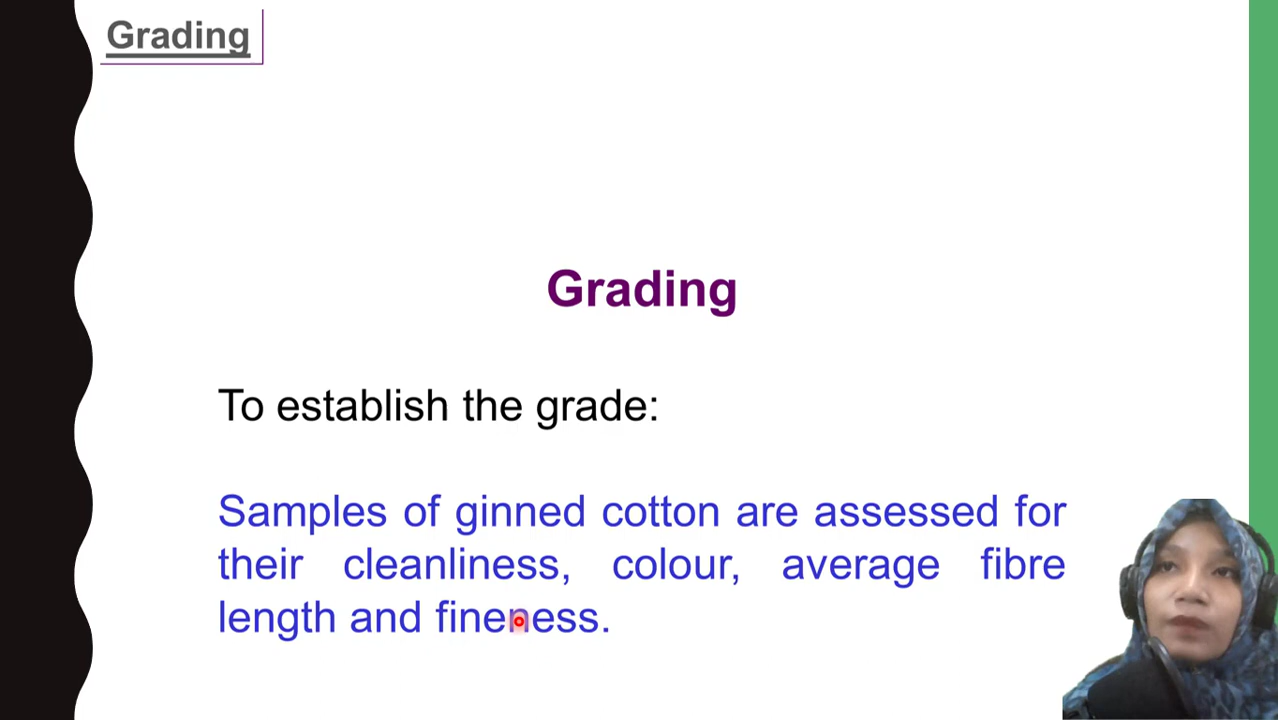 Grading
Grading
To establish the grade:
Samples of ginned cotton are assessed for
their cleanliness, colour, average fibre
length and fineness.